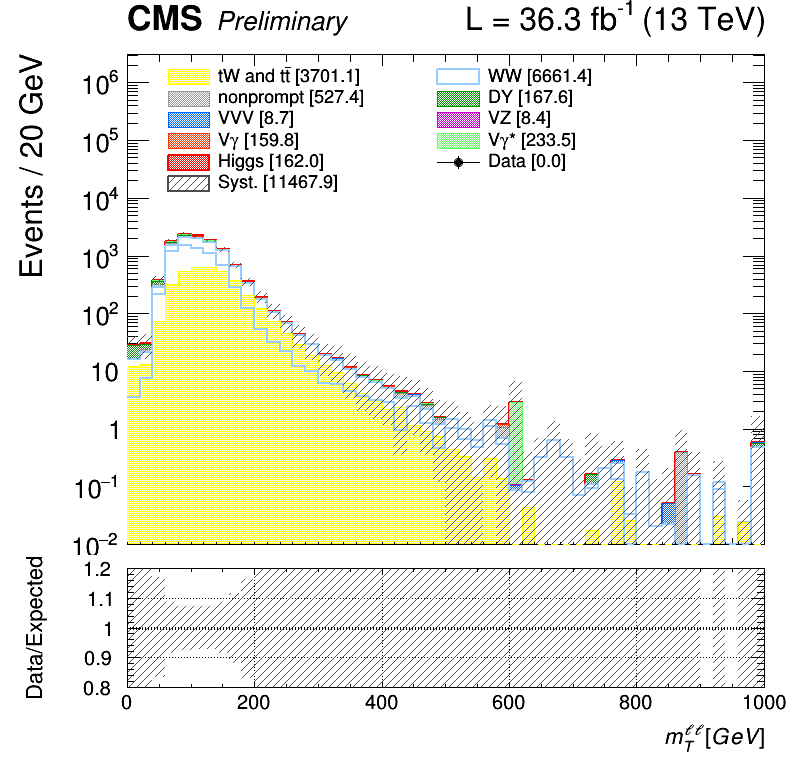 CMS Preliminary L = 36.3 fb⁻¹ (13 TeV)
Events / 20 GeV
10⁶
10⁵
10⁴
10³
10²
10
1
10⁻¹
10⁻²
tW and tt̄ [3701.1]
WW [6661.4]
nonprompt [527.4]
DY [167.6]
VVV [8.7]
VZ [8.4]
Vγ [159.8]
Vγ* [233.5]
Higgs [162.0]
Data [0.0]
Syst. [11467.9]
Data/Expected
1.2
1.1
1
0.9
0.8
0 200 400 600 800 1000
m_T^{ℓℓ} [GeV]